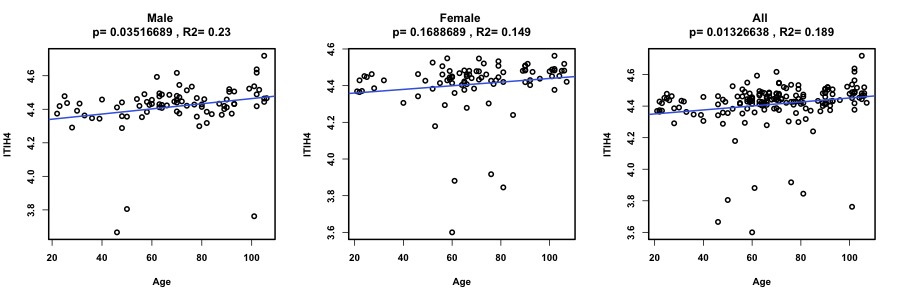 Male
p= 0.03516689 , R2= 0.23
ITIH4
4.6
4.4
4.2
4.0
3.8
20 40 60 80 100
Age
Female
p= 0.1688689 , R2= 0.149
ITIH4
4.6
4.4
4.2
4.0
3.8
3.6
20 40 60 80 100
Age
All
p= 0.01326638 , R2= 0.189
ITIH4
4.6
4.4
4.2
4.0
3.8
3.6
20 40 60 80 100
Age